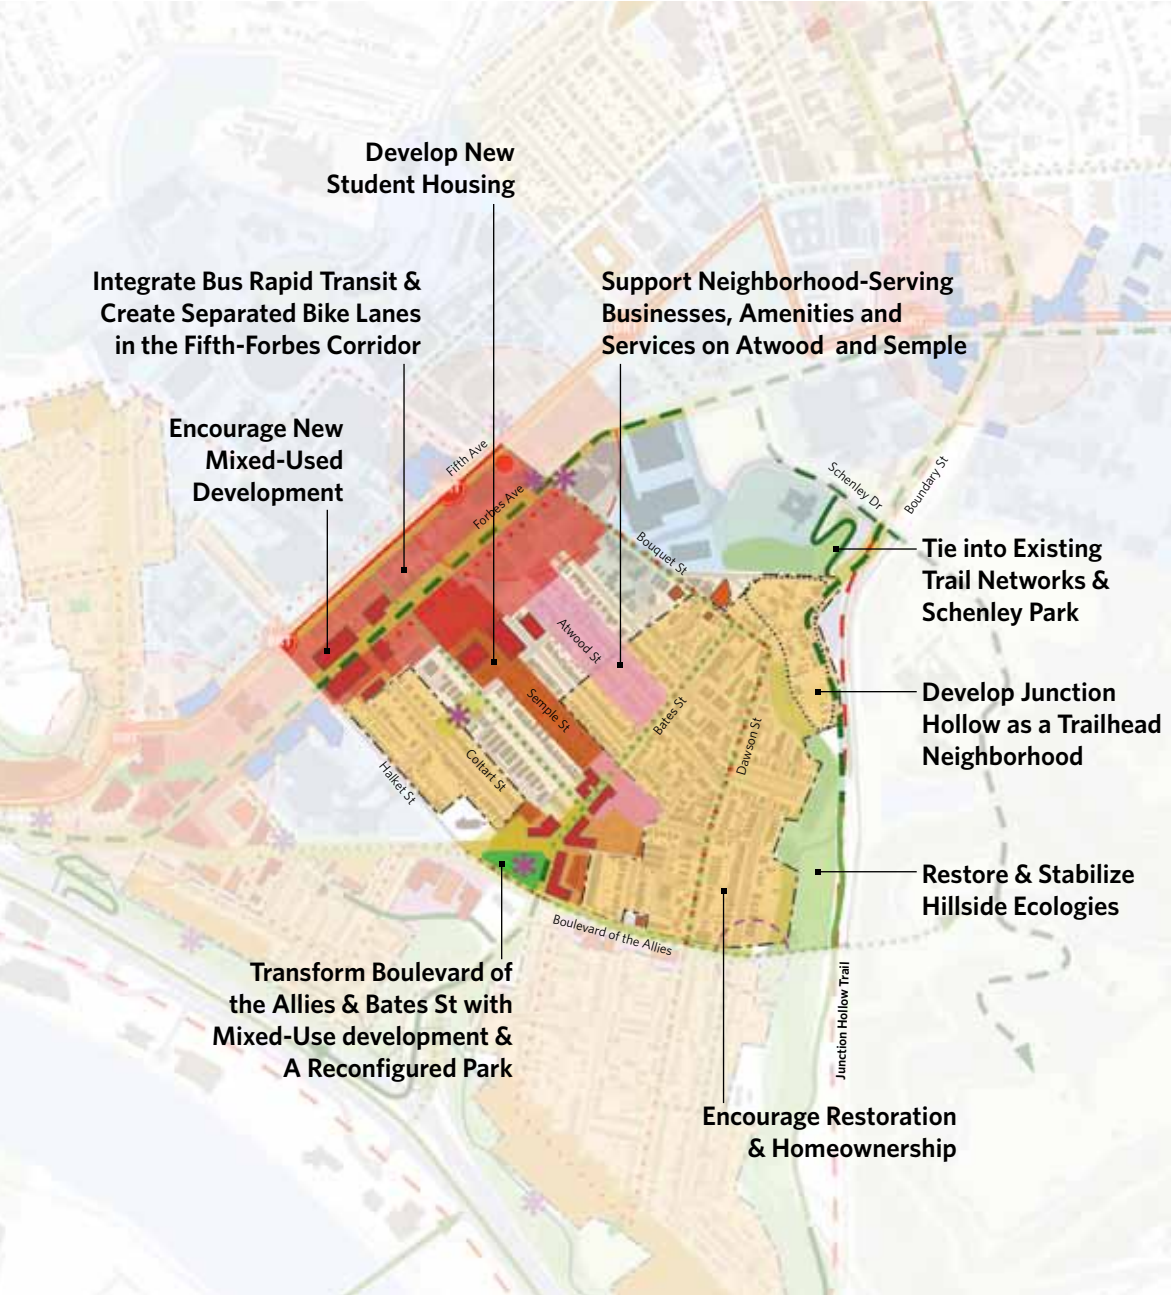 Develop New
Student Housing
Integrate Bus Rapid Transit &
Create Separated Bike Lanes
in the Fifth-Forbes Corridor
Support Neighborhood-Serving
Businesses, Amenities and
Services on Atwood and Semple
Encourage New
Mixed-Used
Development
Fifth Ave
Forbes Ave
Schenley Dr
Boundary St
Bouquet St
Tie into Existing
Trail Networks &
Schenley Park
Atwood St
Semple St
Bates St
Dawson St
Develop Junction
Hollow as a Trailhead
Neighborhood
Coltart St
Halket St
Restore & Stabilize
Hillside Ecologies
Boulevard of the Allies
Transform Boulevard of
the Allies & Bates St with
Mixed-Use development &
A Reconfigured Park
Junction Hollow Trail
Encourage Restoration
& Homeownership